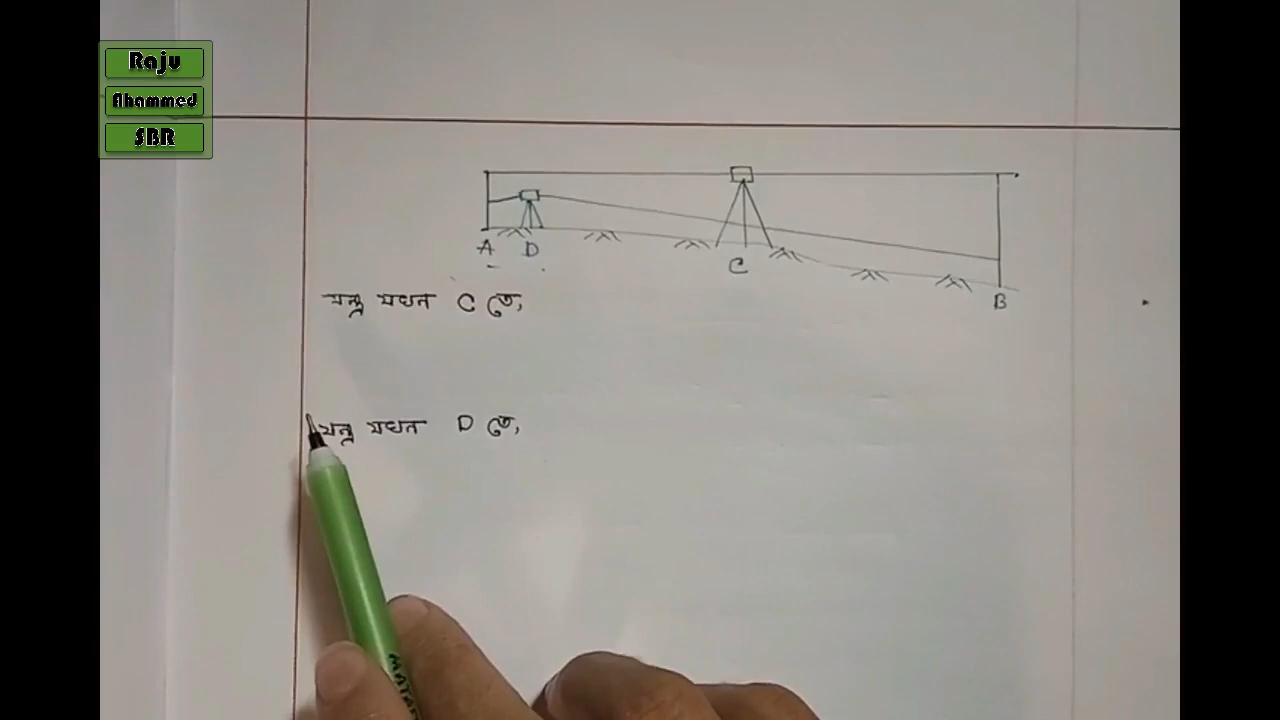 Raju
Ahammed
SBR
A D C B
যন্ত্র যখন C তে,
যন্ত্র যখন D তে,